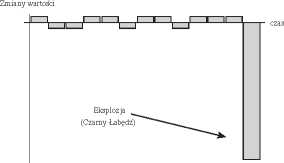 Zmiany wartości
czas
Eksplozja
(Czarny-Łabędź)